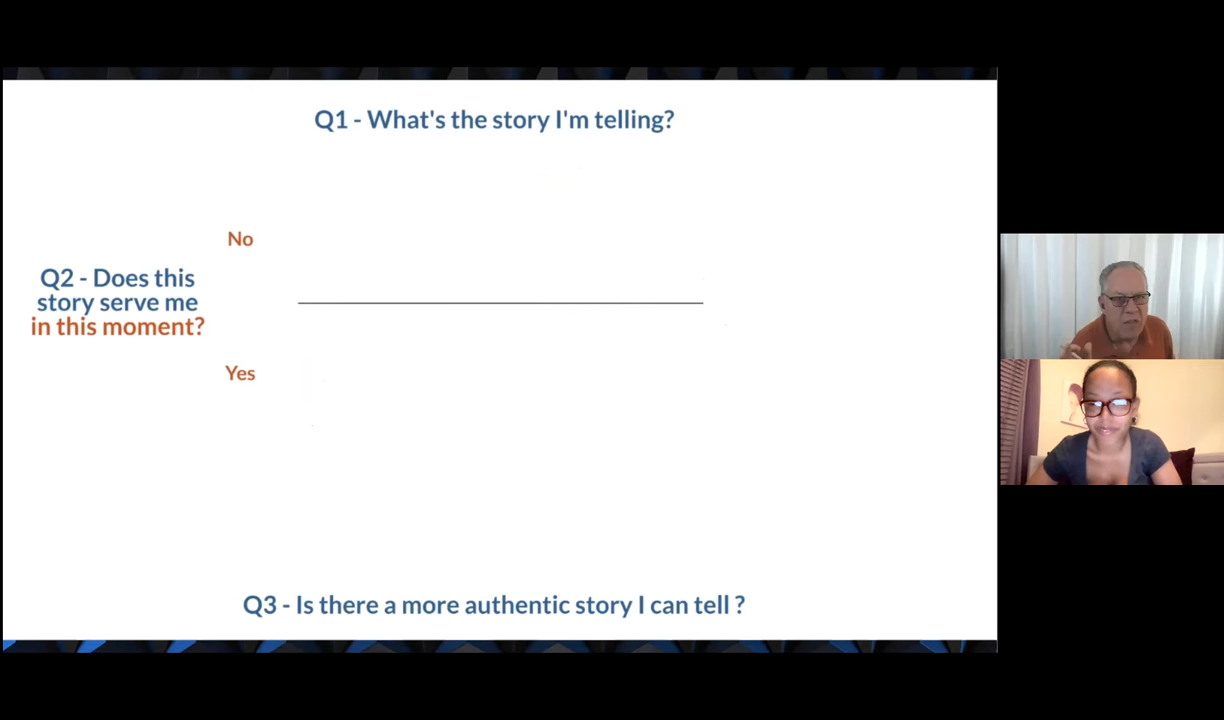 Q1 - What's the story I'm telling?
No
Q2 - Does this
story serve me
in this moment?
Yes
Q3 - Is there a more authentic story I can tell ?